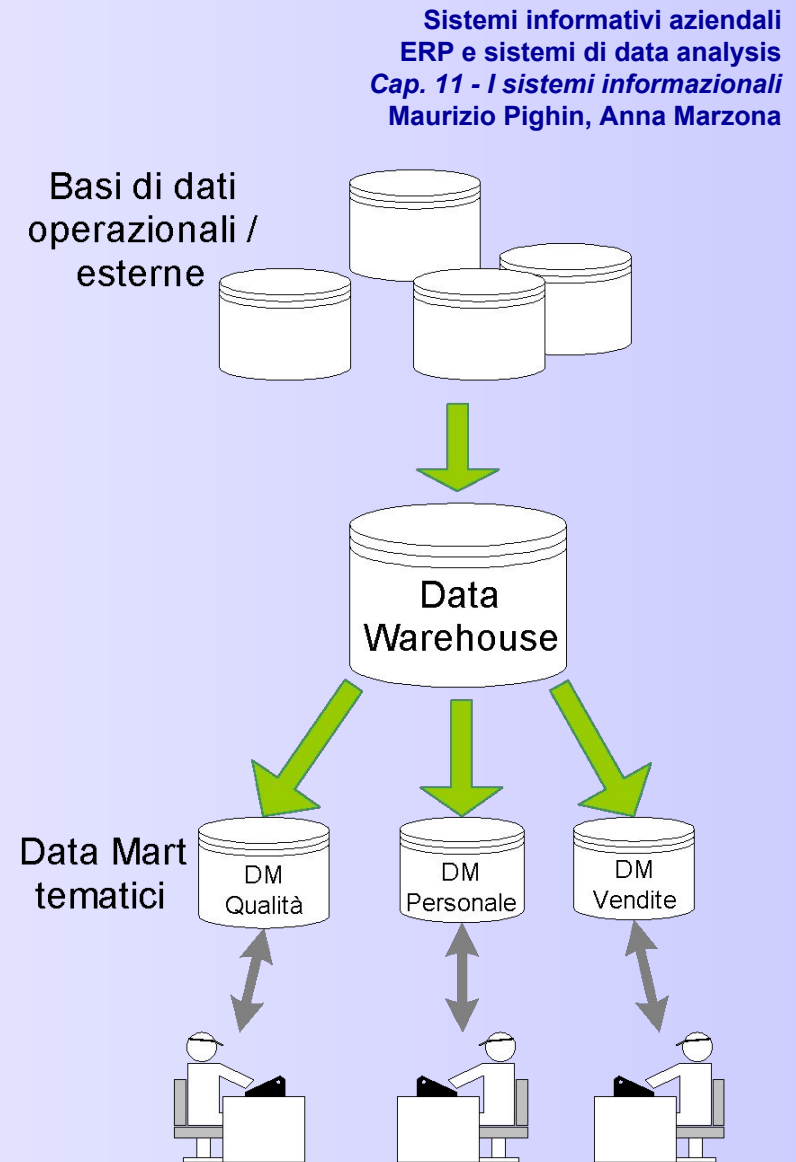 Sistemi informativi aziendali
ERP e sistemi di data analysis
Cap. 11 - I sistemi informazionali
Maurizio Pighin, Anna Marzona
Basi di dati
operazionali /
esterne
Data
Warehouse
Data Mart
tematici
DM
Qualità
DM
Personale
DM
Vendite